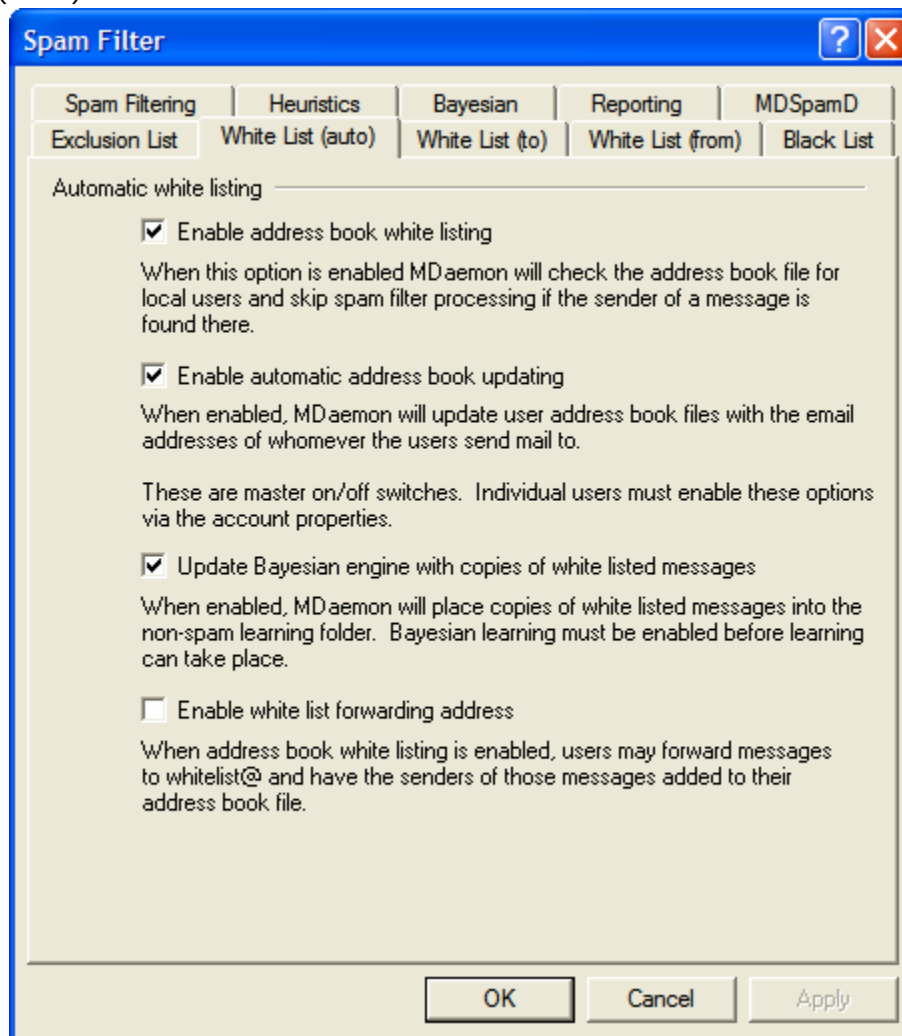 Spam Filter
Spam Filtering Heuristics Bayesian Reporting MDSpamD
Exclusion List White List (auto) White List (to) White List (from) Black List
Automatic white listing
Enable address book white listing
When this option is enabled MDaemon will check the address book file for
local users and skip spam filter processing if the sender of a message is
found there.
Enable automatic address book updating
When enabled, MDaemon will update user address book files with the email
addresses of whomever the users send mail to.
These are master on/off switches. Individual users must enable these options
via the account properties.
Update Bayesian engine with copies of white listed messages
When enabled, MDaemon will place copies of white listed messages into the
non-spam learning folder. Bayesian learning must be enabled before learning
can take place.
Enable white list forwarding address
When address book white listing is enabled, users may forward messages
to whitelist@ and have the senders of those messages added to their
address book file.
OK Cancel Apply